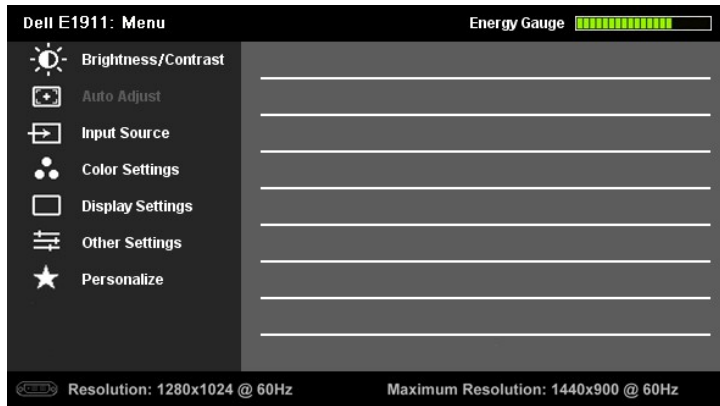 Dell E1911: Menu
Energy Gauge
Brightness/Contrast
Auto Adjust
Input Source
Color Settings
Display Settings
Other Settings
Personalize
Resolution: 1280x1024 @ 60Hz
Maximum Resolution: 1440x900 @ 60Hz